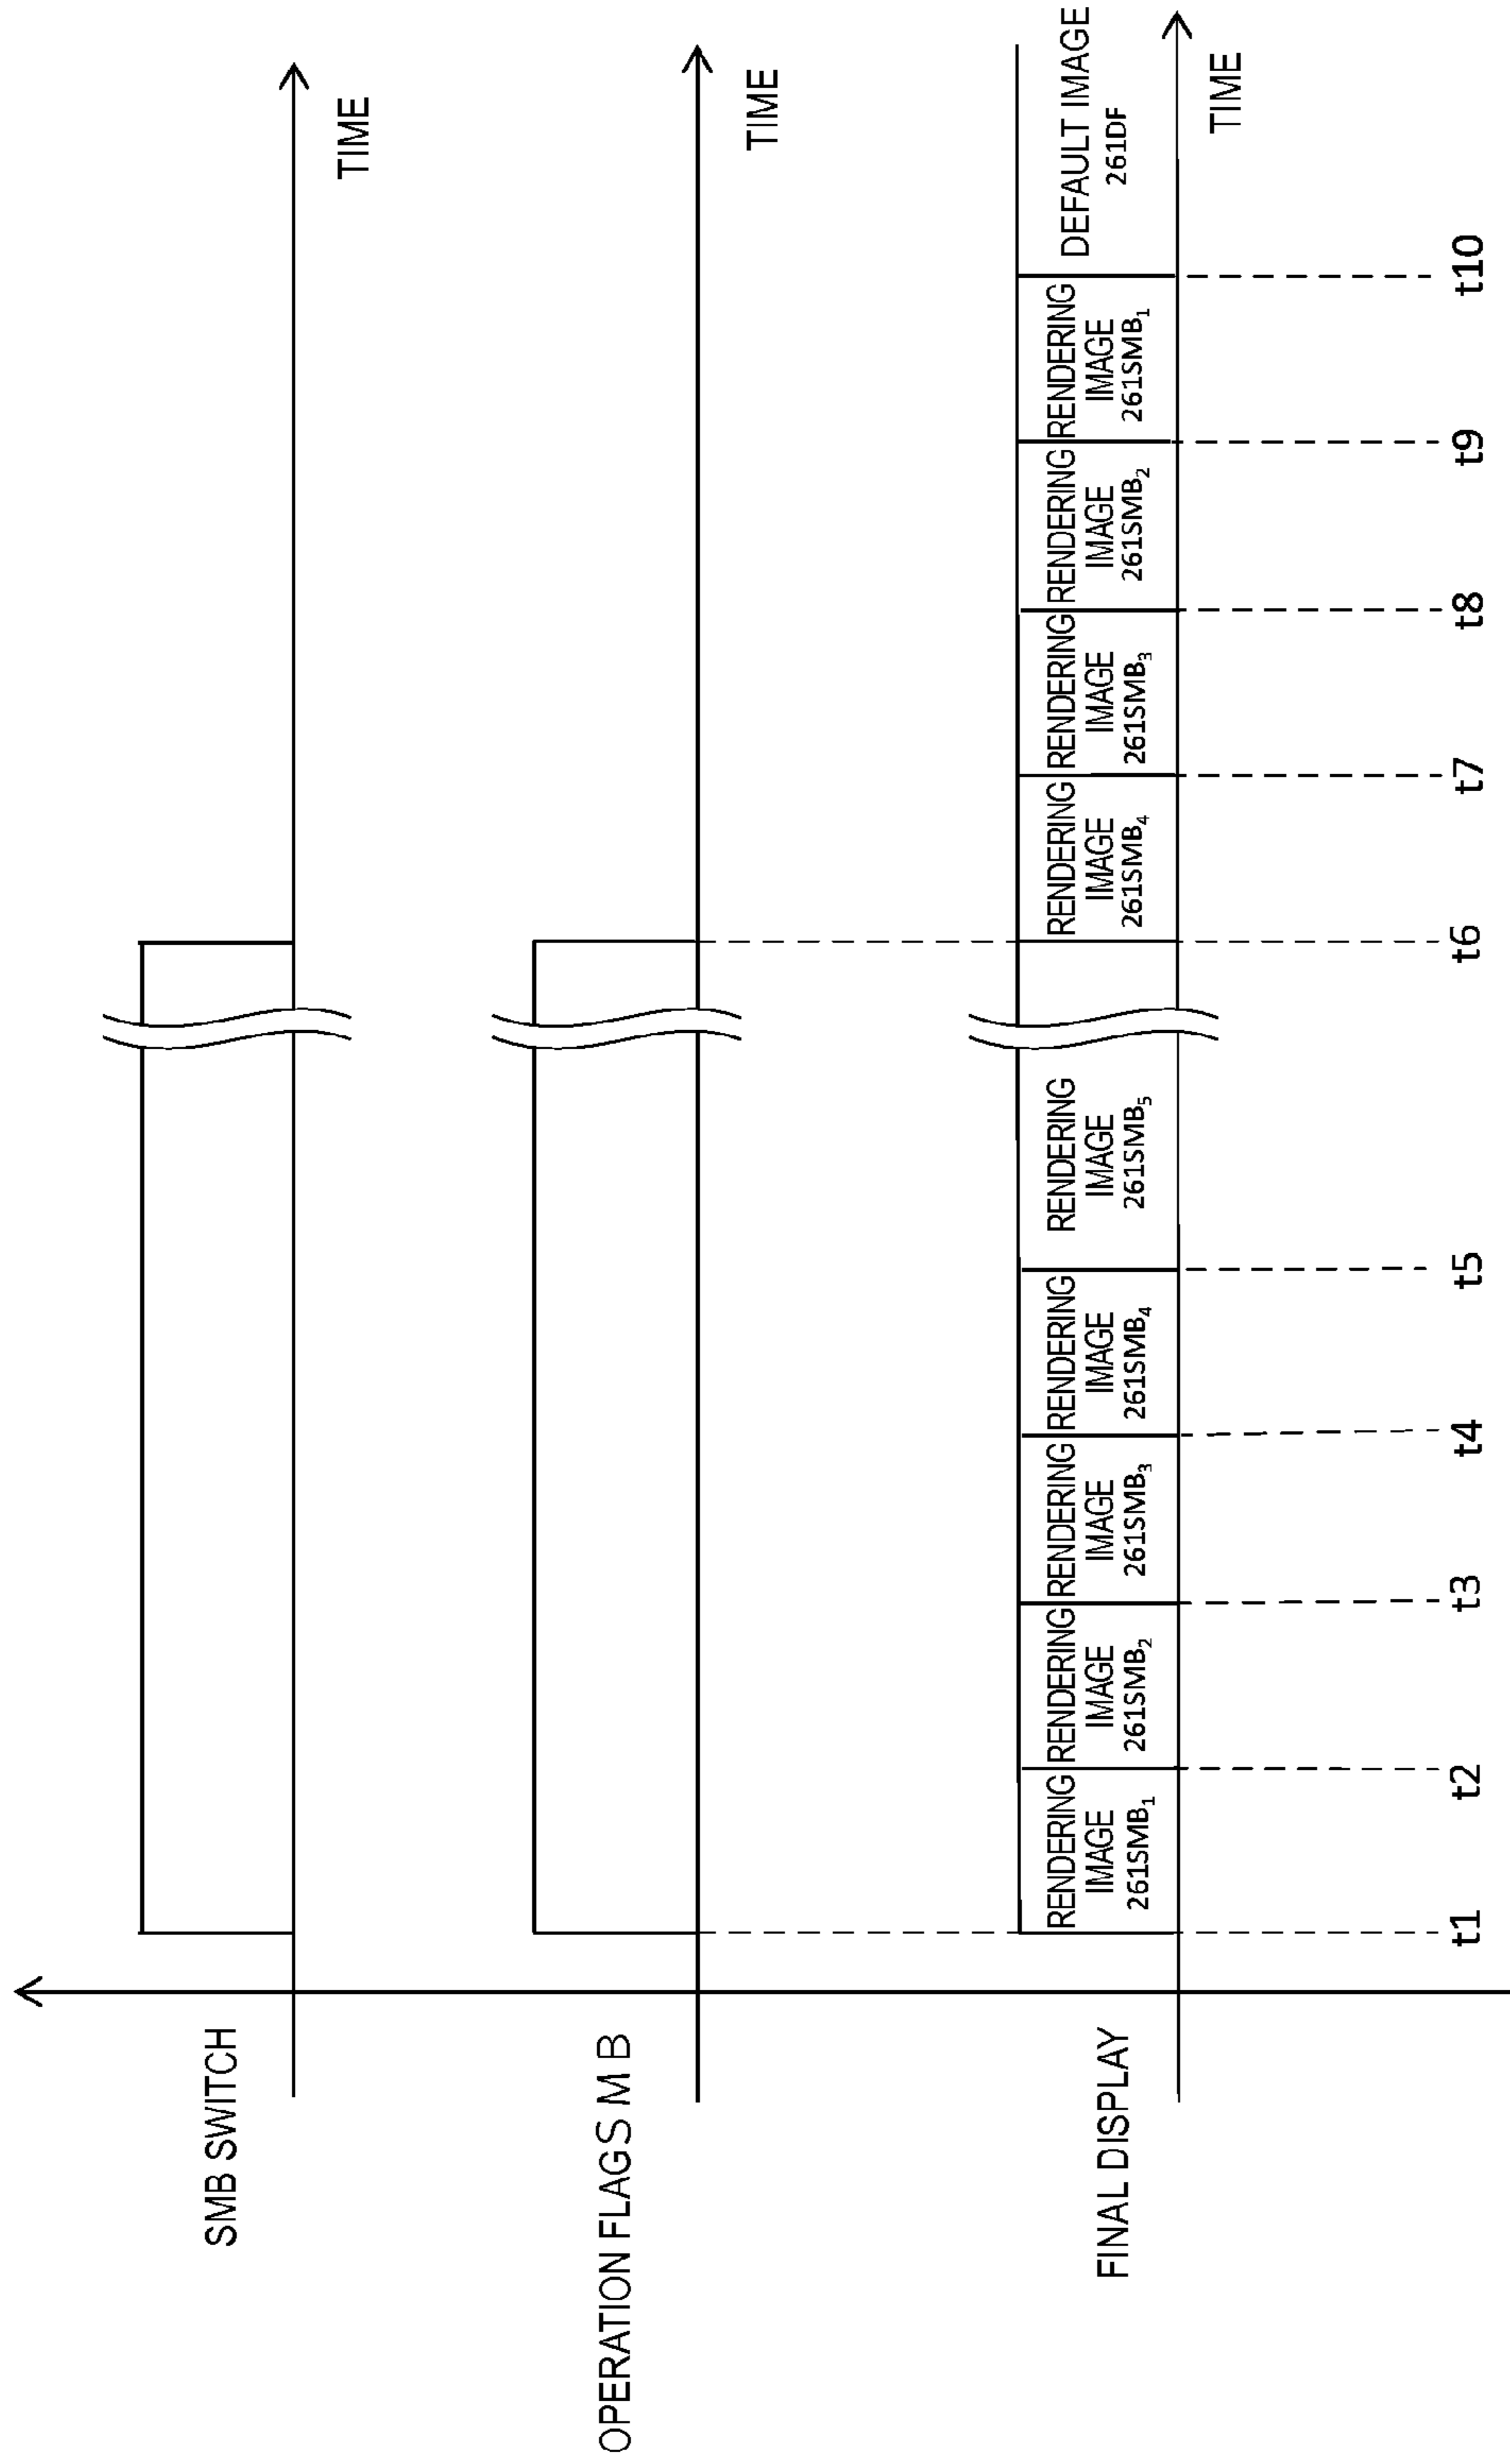 SMB SWITCH
TIME
OPERATION FLAGS M B
TIME
FINAL DISPLAY
RENDERING
IMAGE
261SMB₁
RENDERING
IMAGE
261SMB₂
RENDERING
IMAGE
261SMB₃
RENDERING
IMAGE
261SMB₄
RENDERING
IMAGE
261SMB₅
RENDERING
IMAGE
261SMB₄
RENDERING
IMAGE
261SMB₃
RENDERING
IMAGE
261SMB₂
RENDERING
IMAGE
261SMB₁
DEFAULT IMAGE
261DF
TIME
t1
t2
t3
t4
t5
t6
t7
t8
t9
t10